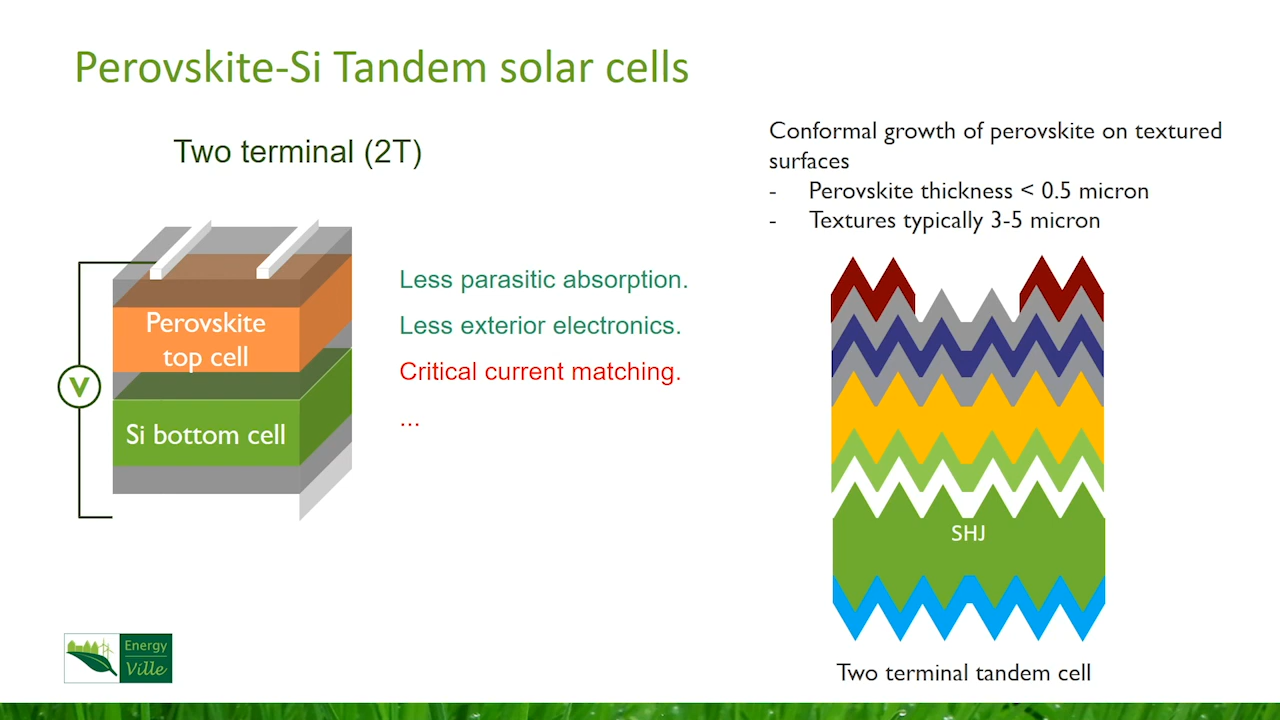 Perovskite-Si Tandem solar cells
Two terminal (2T)
Perovskite
top cell
Si bottom cell
V
Less parasitic absorption.
Less exterior electronics.
Critical current matching.
...
Conformal growth of perovskite on textured
surfaces
- Perovskite thickness < 0.5 micron
- Textures typically 3-5 micron
SHJ
Two terminal tandem cell
Energy
Ville